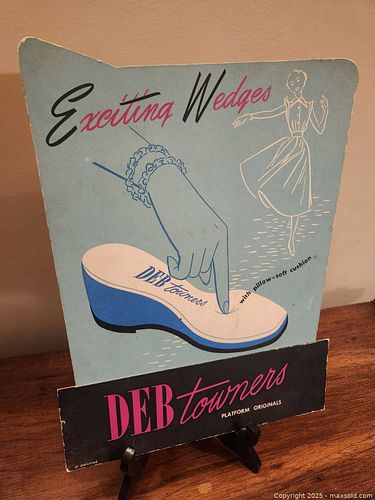 Exciting Wedges
DEB towners
with pillow-soft cushion
DEB towners
PLATFORM ORIGINALS
Copyright 2025 - maxsold.com